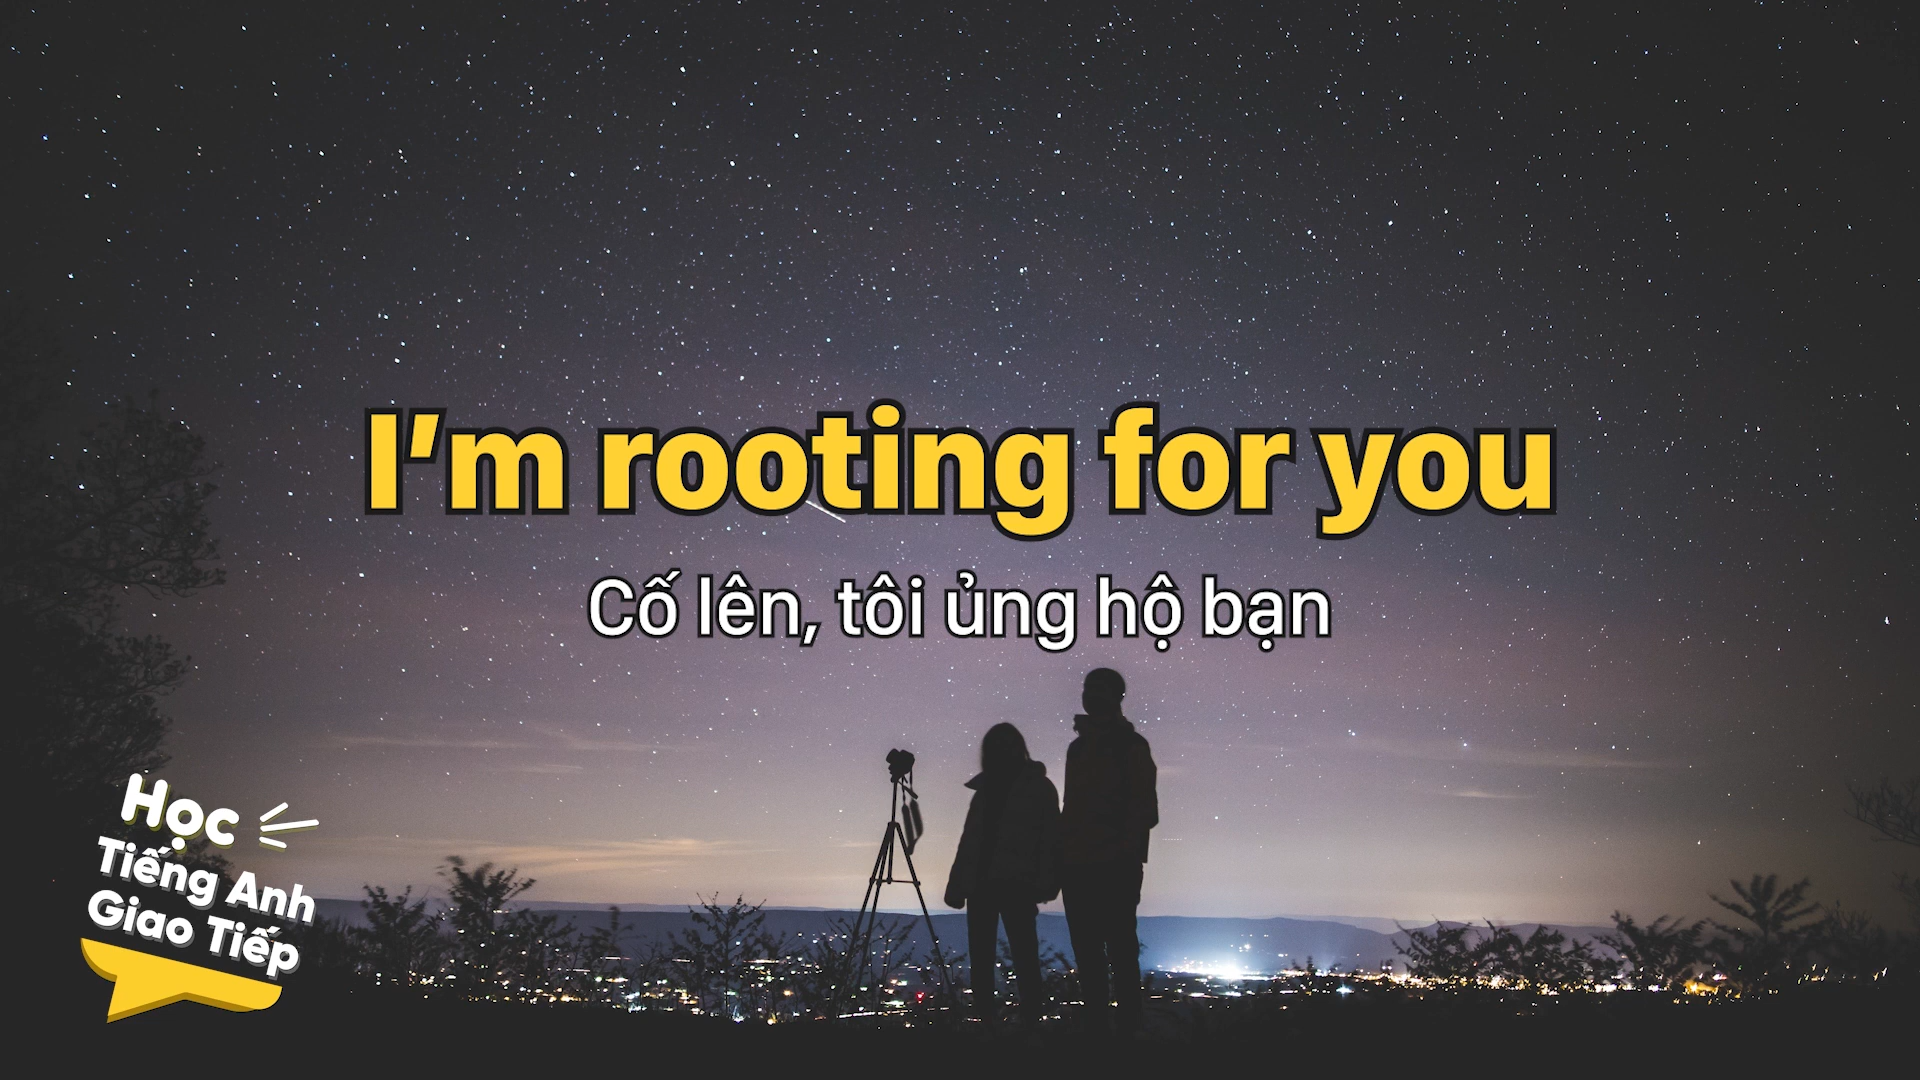 I’m rooting for you
Cố lên, tôi ủng hộ bạn
Học
Tiếng Anh
Giao Tiếp